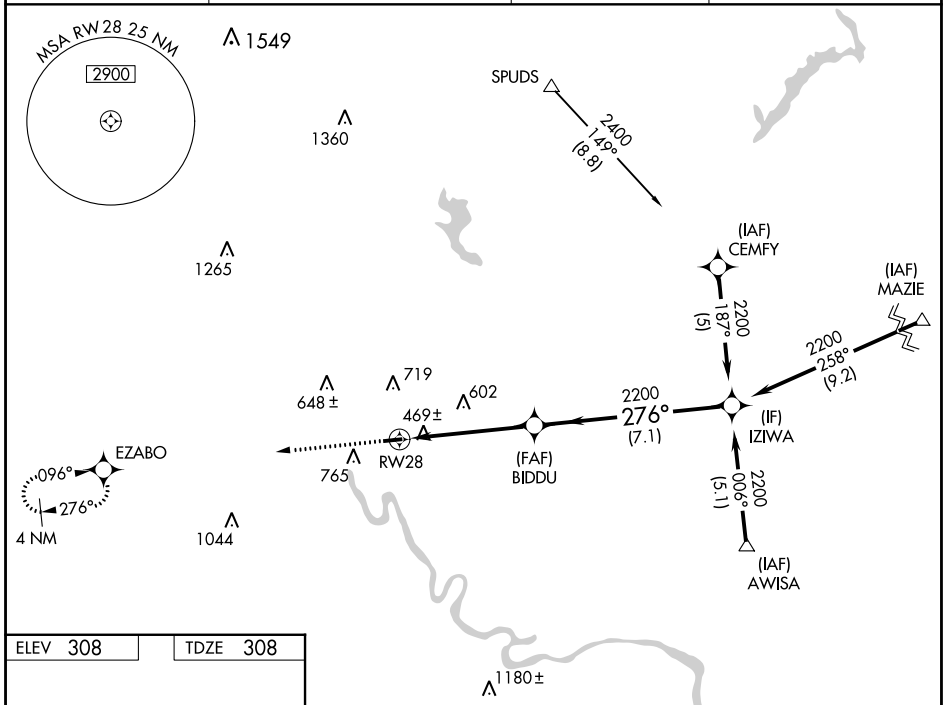 MSA RW28 25 NM
2900
1549
1360
SPUDS
2400
149°
(8.8)
1265
(IAF)
CEMFY
2200
187°
(5)
(IAF)
MAZIE
2200
258°
(9.2)
648±
719
602
469±
2200
276°
(7.1)
(IF)
IZIWA
EZABO
096°
276°
4 NM
765
RW28
(FAF)
BIDDU
2200
006°
(5.1)
1044
(IAF)
AWISA
ELEV 308
TDZE 308
1180±